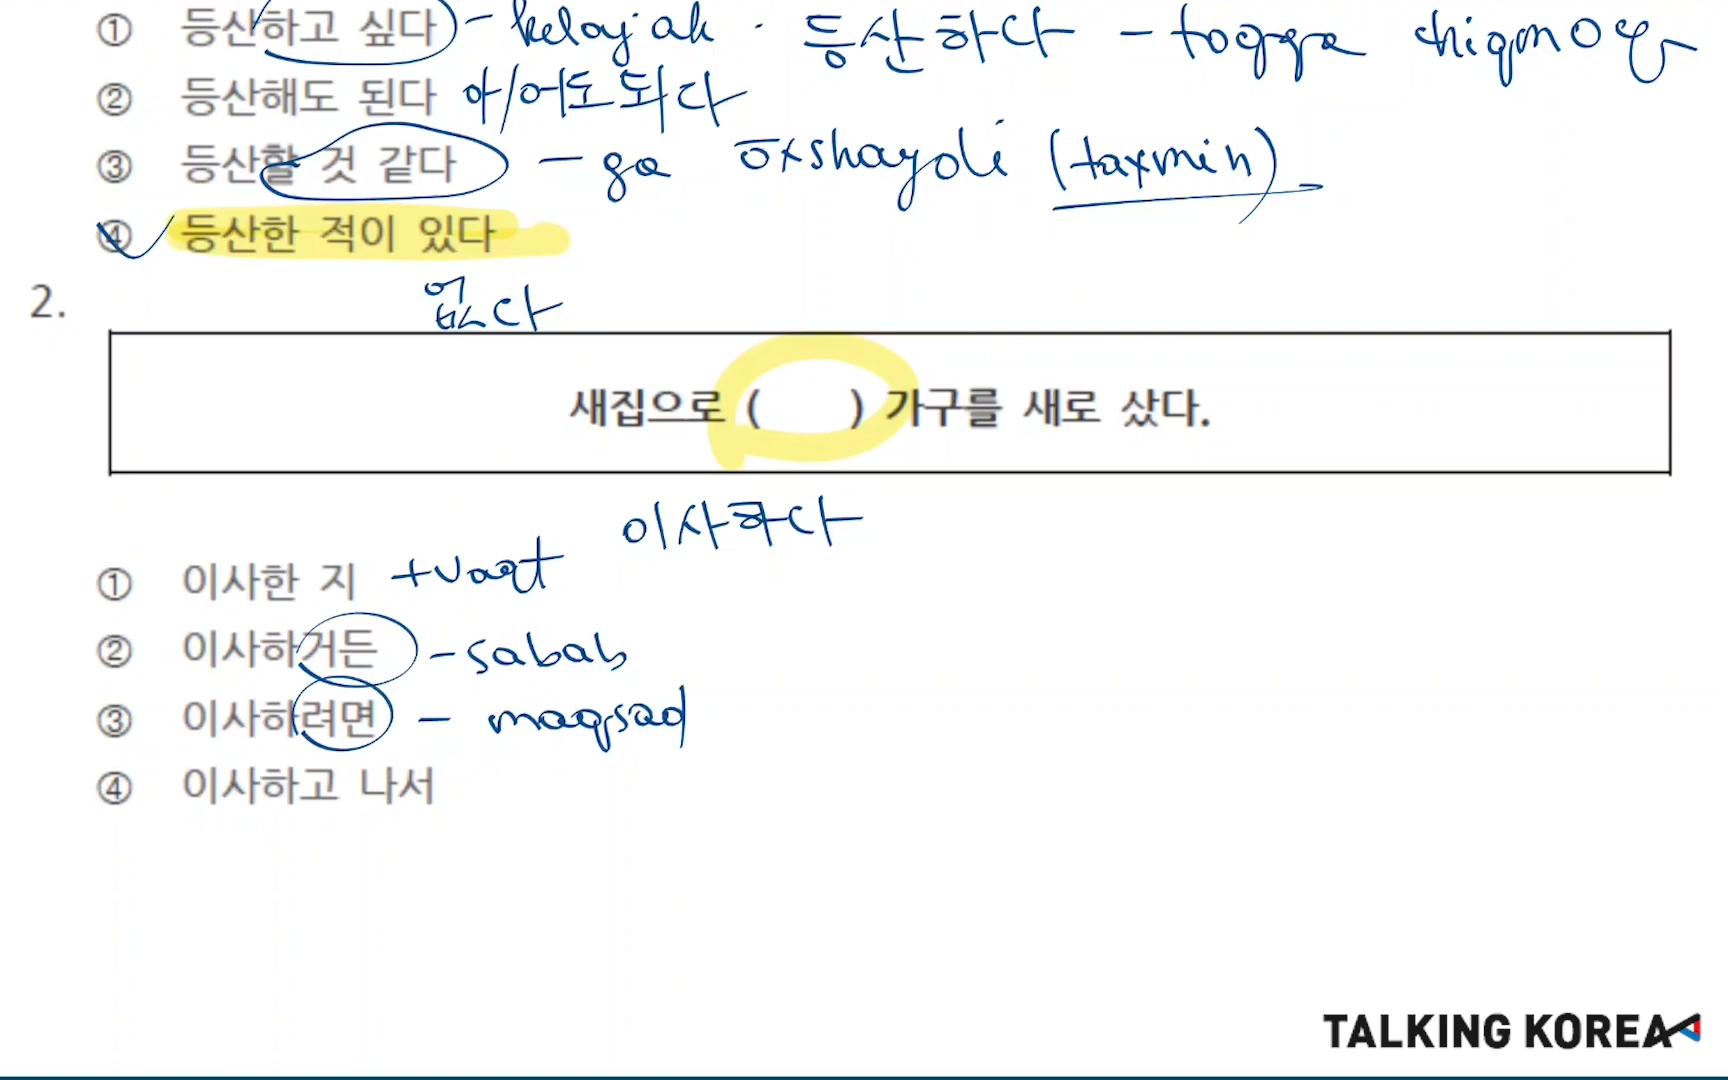 ① 등산하고 싶다 - kelajak · 등산하다 - toqqa chiqmoq
② 등산해도 된다 아/어도되다
③ 등산할 것 같다 - ga oxshaydi (taxmin)
④ 등산한 적이 있다
없다
2.
새집으로 ( ) 가구를 새로 샀다.
이사하다
① 이사한 지 +vaqt
② 이사하거든 - sabab
③ 이사하려면 - maqsad
④ 이사하고 나서
TALKING KOREA